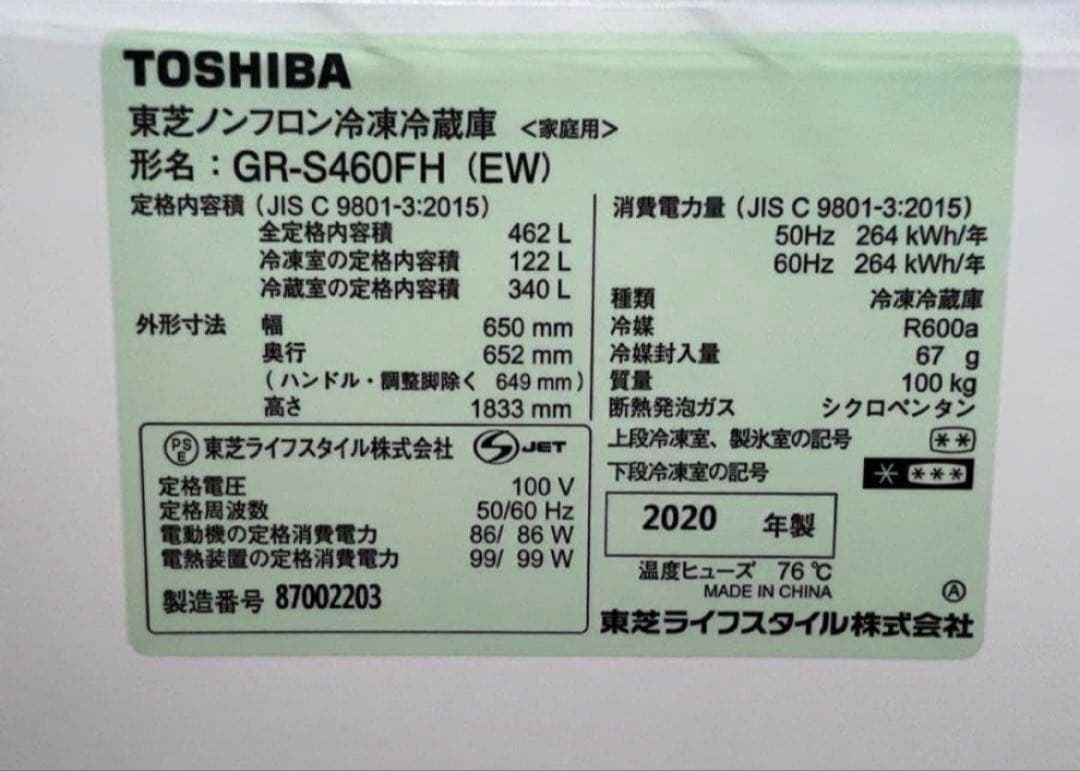 TOSHIBA
東芝ノンフロン冷凍冷蔵庫 <家庭用>
形名：GR-S460FH (EW)
定格内容積 (JIS C 9801-3:2015)
全定格内容積 462 L
冷凍室の定格内容積 122 L
冷蔵室の定格内容積 340 L
外形寸法 幅 650 mm
奥行 652 mm
(ハンドル・調整脚除く 649 mm)
高さ 1833 mm
PS E 東芝ライフスタイル株式会社 S JET
定格電圧 100 V
定格周波数 50/60 Hz
電動機の定格消費電力 86/ 86 W
電熱装置の定格消費電力 99/ 99 W
製造番号 87002203
消費電力量 (JIS C 9801-3:2015)
50Hz 264 kWh/年
60Hz 264 kWh/年
種類 冷凍冷蔵庫
冷媒 R600a
冷媒封入量 67 g
質量 100 kg
断熱発泡ガス シクロペンタン
上段冷凍室、製氷室の記号 **
下段冷凍室の記号 * ***
2020 年製
温度ヒューズ 76 ℃
MADE IN CHINA
Ⓐ
東芝ライフスタイル株式会社